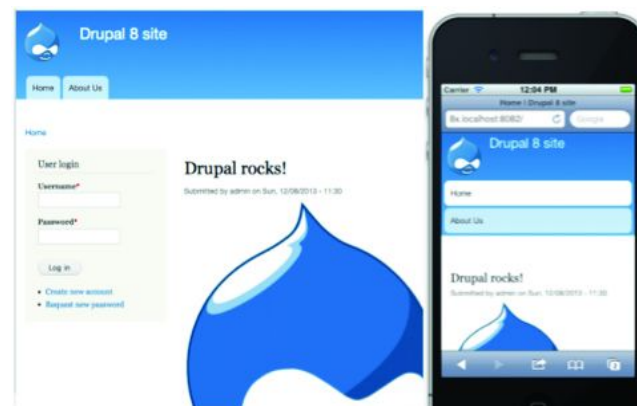 Drupal 8 site
Home
About Us
Home
User login
Username*
Password*
Log in
Create new account
Request new password
Drupal rocks!
Submitted by admin on Sun, 12/08/2013 - 11:30
Carrier
12:04 PM
Home | Drupal 8 site
8x.localhost:8082/
Google
Drupal 8 site
Home
About Us
Drupal rocks!
Submitted by admin on Sun, 12/08/2013 - 11:30